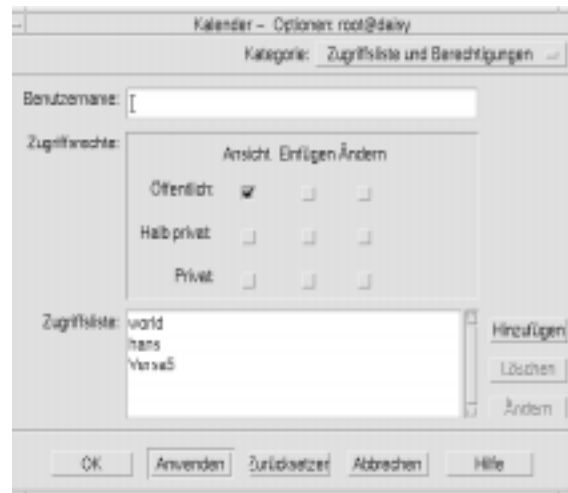 Kalender – Optionen: root@daisy
Kategorie: Zugriffsliste und Berechtigungen
Benutzername:
Zugriffsrechte:
Ansicht Einfügen Ändern
Öffentlich:
Halb privat:
Privat:
Zugriffsliste:
world
hans
Hinzufügen
Löschen
Ändern
OK Anwenden Zurücksetzen Abbrechen Hilfe